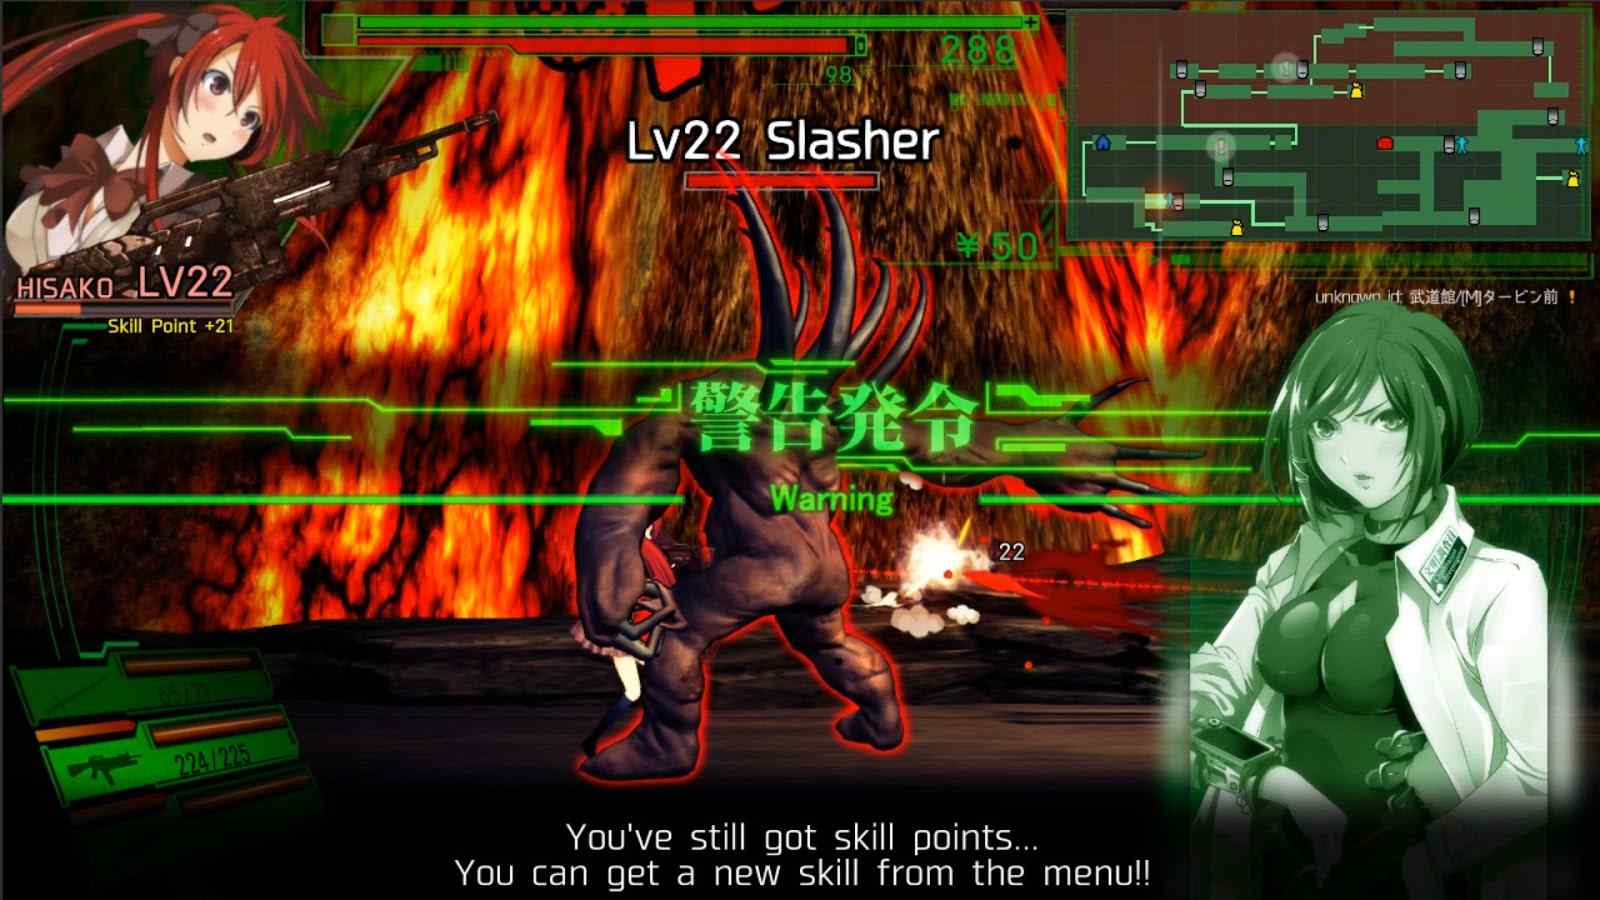 288
98
Lv22 Slasher
¥50
HISAKO LV22
Skill Point +21
unknown_id: 武道館/[M]タービン前 !
警告発令
Warning
22
224/225
You've still got skill points...
You can get a new skill from the menu!!